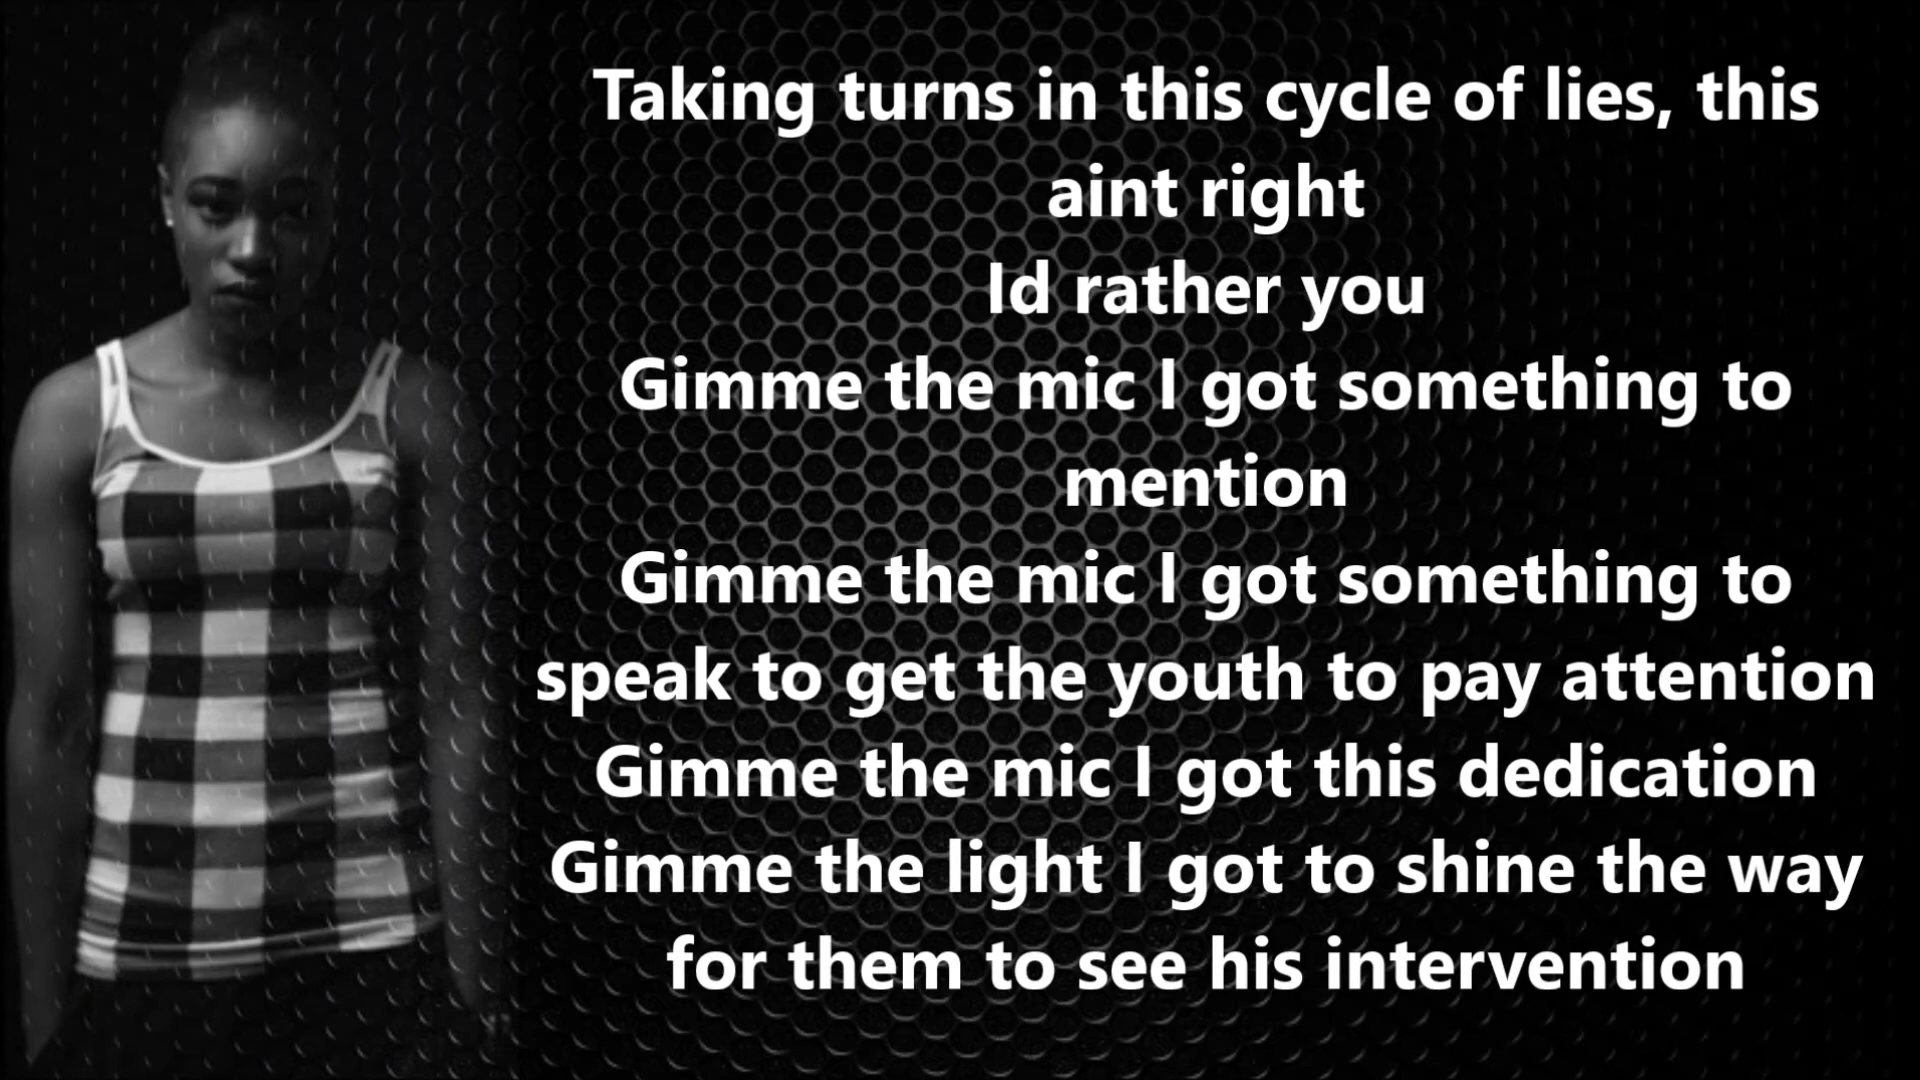 Taking turns in this cycle of lies, this
aint right
Id rather you
Gimme the mic I got something to
mention
Gimme the mic I got something to
speak to get the youth to pay attention
Gimme the mic I got this dedication
Gimme the light I got to shine the way
for them to see his intervention